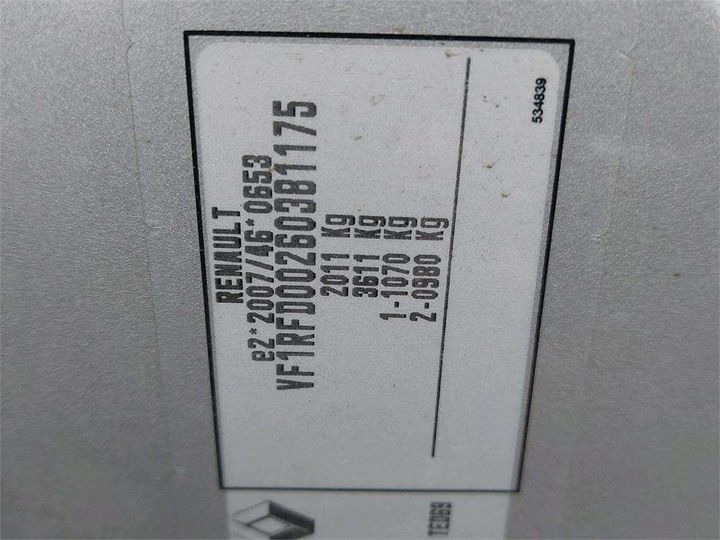 RENAULT
e2*2007/46*0653
VF1RFD00260381175
2011 Kg
3611 Kg
1-1070 Kg
2-0980 Kg
534839